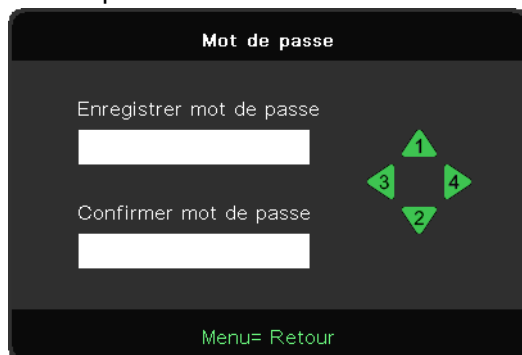 Mot de passe
Enregistrer mot de passe
1
3 4
Confirmer mot de passe
2
Menu= Retour